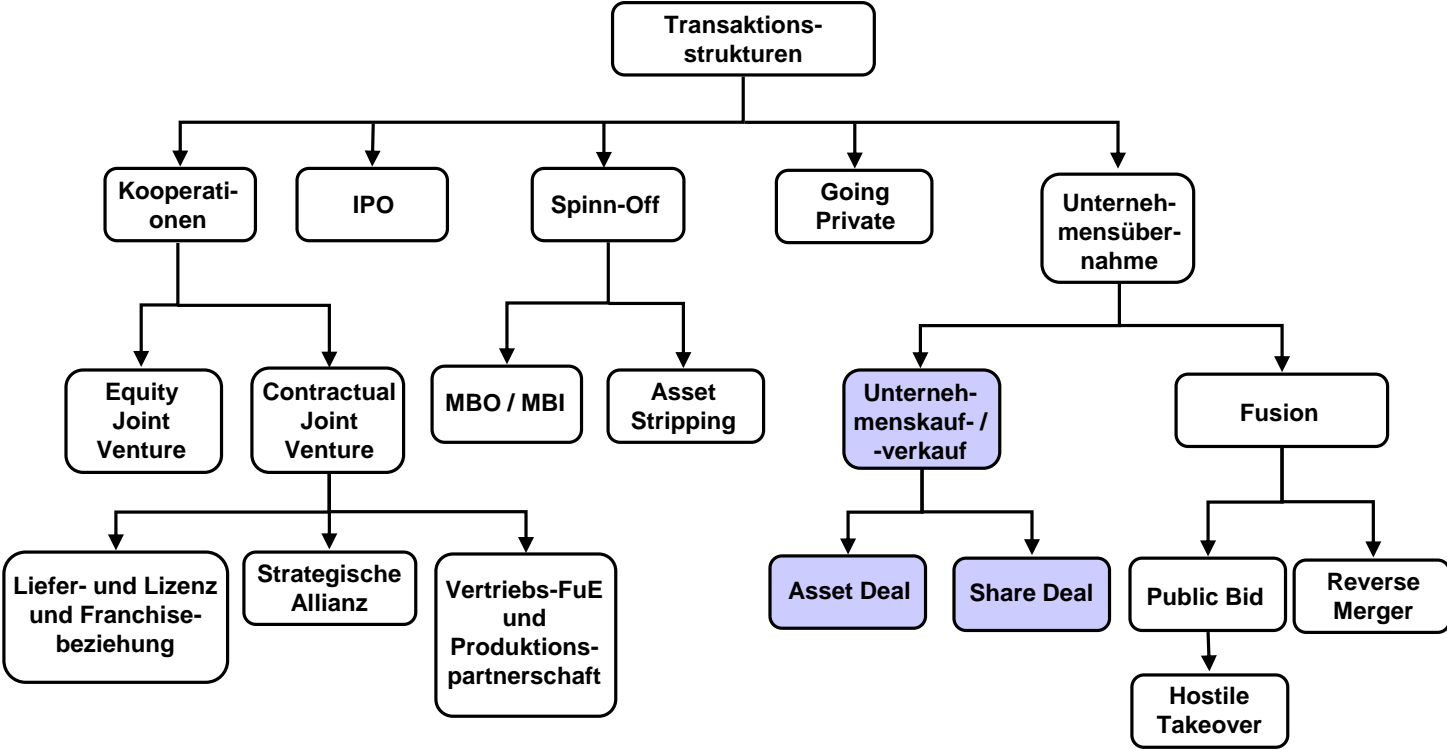 Transaktions-
strukturen
Kooperati-
onen
IPO
Spinn-Off
Going
Private
Unterneh-
mensüber-
nahme
Equity
Joint
Venture
Contractual
Joint
Venture
MBO / MBI
Asset
Stripping
Unterneh-
menskauf- /
-verkauf
Fusion
Liefer- und Lizenz
und Franchise-
beziehung
Strategische
Allianz
Vertriebs-FuE
und
Produktions-
partnerschaft
Asset Deal
Share Deal
Public Bid
Reverse
Merger
Hostile
Takeover